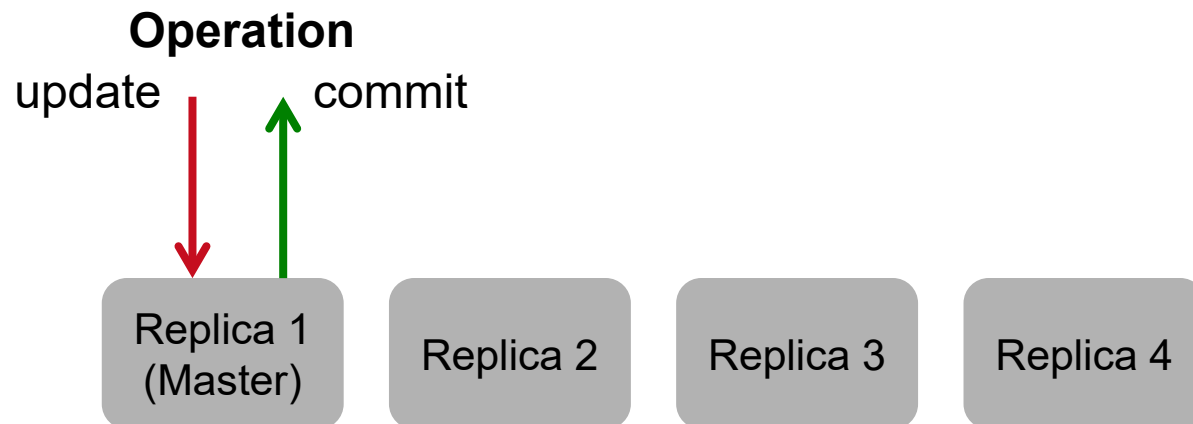 Operation
update commit
Replica 1
(Master)
Replica 2
Replica 3
Replica 4